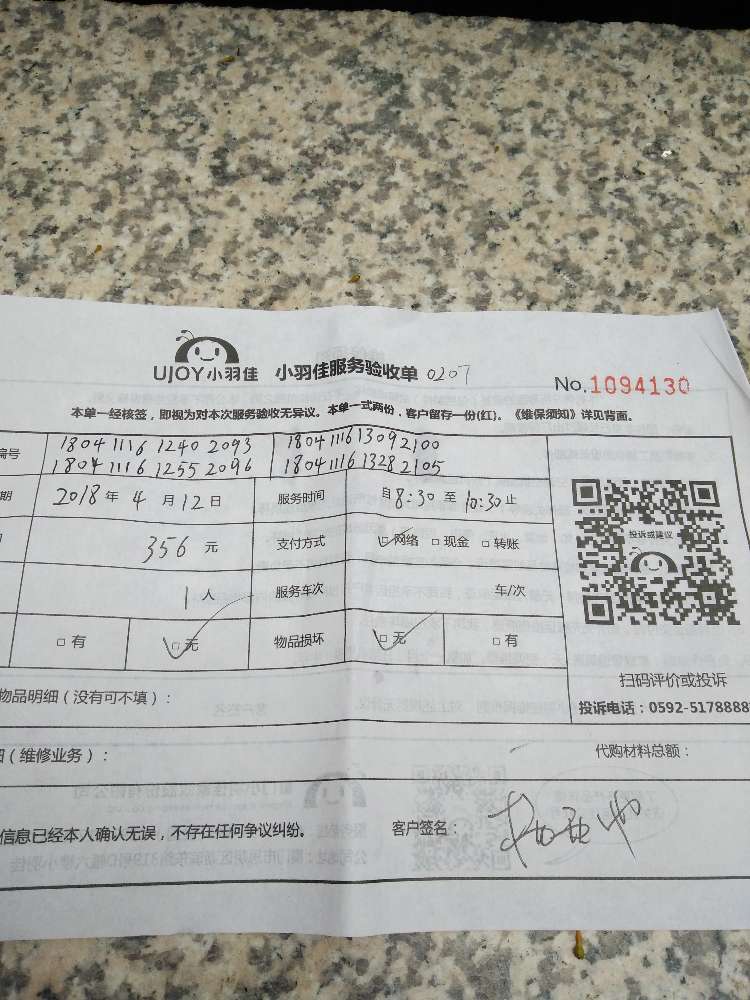 UJOY小羽佳 小羽佳服务验收单 0207
No.1094130
本单一经核签，即视为对本次服务验收无异议。本单一式两份，客户留存一份(红)。《维保须知》详见背面。
编号 1804 1116 1240 2093 1804 1116 1309 2100
1804 1116 1255 2096 1804 1116 1328 2105
期 2018 年 4 月 12 日 服务时间 自 8:30 至 10:30 止
356 元 支付方式 网络 现金 转账
投诉或建议
1 人 服务车次 车/次
有 无 物品损坏 无 有
扫码评价或投诉
物品明细（没有可不填）：
投诉电话：0592-5178888
（维修业务）： 代购材料总额：
信息已经本人确认无误，不存在任何争议纠纷。 客户签名：